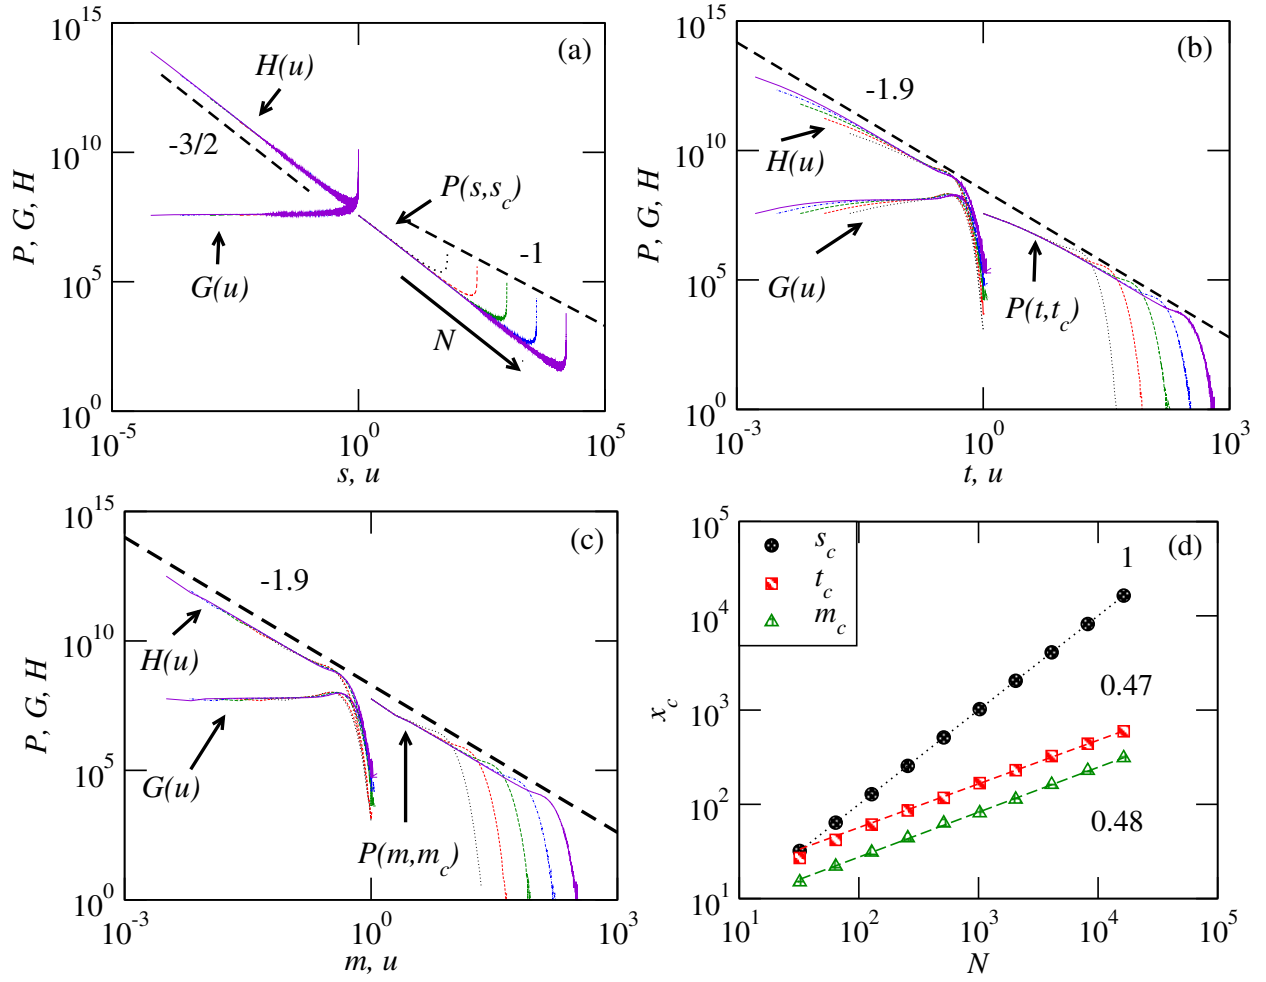 (a)
10^15
10^10
10^5
10^0
P, G, H
H(u)
-3/2
P(s,s_c)
-1
G(u)
N
10^-5
10^0
10^5
s, u
(b)
10^15
10^10
10^5
10^0
P, G, H
-1.9
H(u)
G(u)
P(t,t_c)
10^-3
10^0
10^3
t, u
(c)
10^15
10^10
10^5
10^0
P, G, H
-1.9
H(u)
G(u)
P(m,m_c)
10^-3
10^0
10^3
m, u
(d)
10^5
10^4
10^3
10^2
10^1
x_c
s_c
t_c
m_c
1
0.47
0.48
10^1
10^2
10^3
10^4
10^5
N